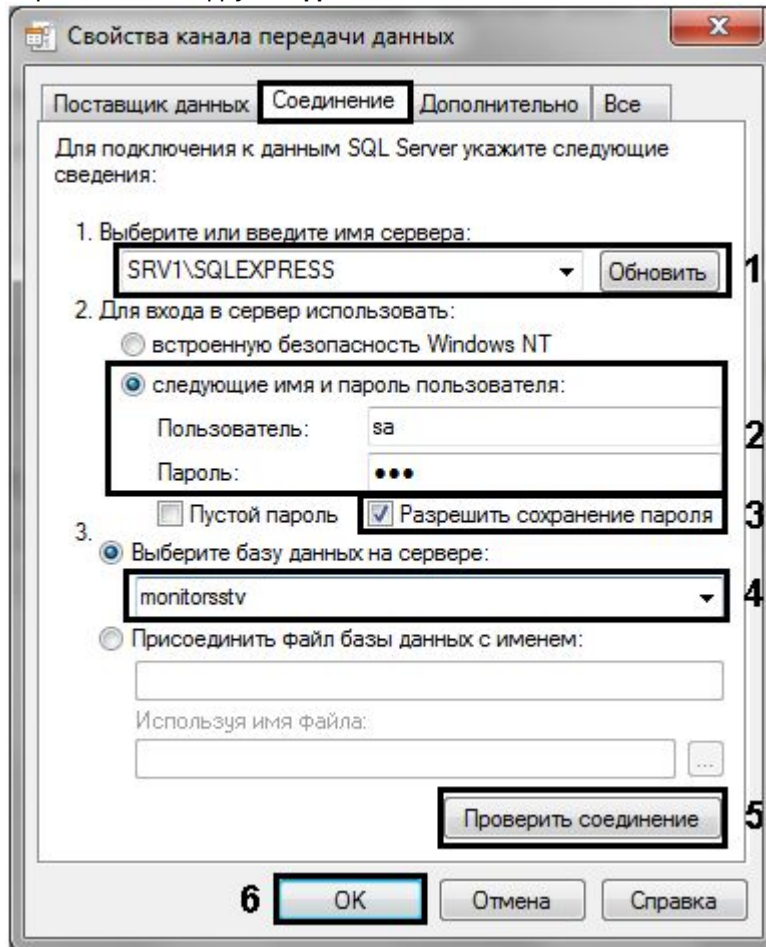 Свойства канала передачи данных
Поставщик данных Соединение Дополнительно Все
Для подключения к данным SQL Server укажите следующие
сведения:
1. Выберите или введите имя сервера:
SRV1\SQLEXPRESS Обновить 1
2. Для входа в сервер использовать:
встроенную безопасность Windows NT
следующие имя и пароль пользователя:
Пользователь: sa 2
Пароль: •••
Пустой пароль Разрешить сохранение пароля 3
3.
Выберите базу данных на сервере:
monitorsstv 4
Присоединить файл базы данных с именем:
Используя имя файла:
...
Проверить соединение 5
6 OK Отмена Справка